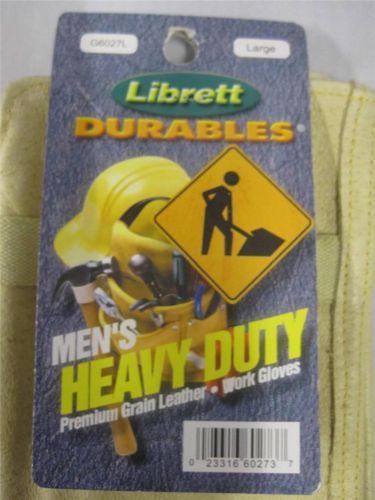 G6027L
Large
Librett
DURABLES®
MEN'S
HEAVY DUTY
Premium Grain Leather • Work Gloves
0 23316 60273 7